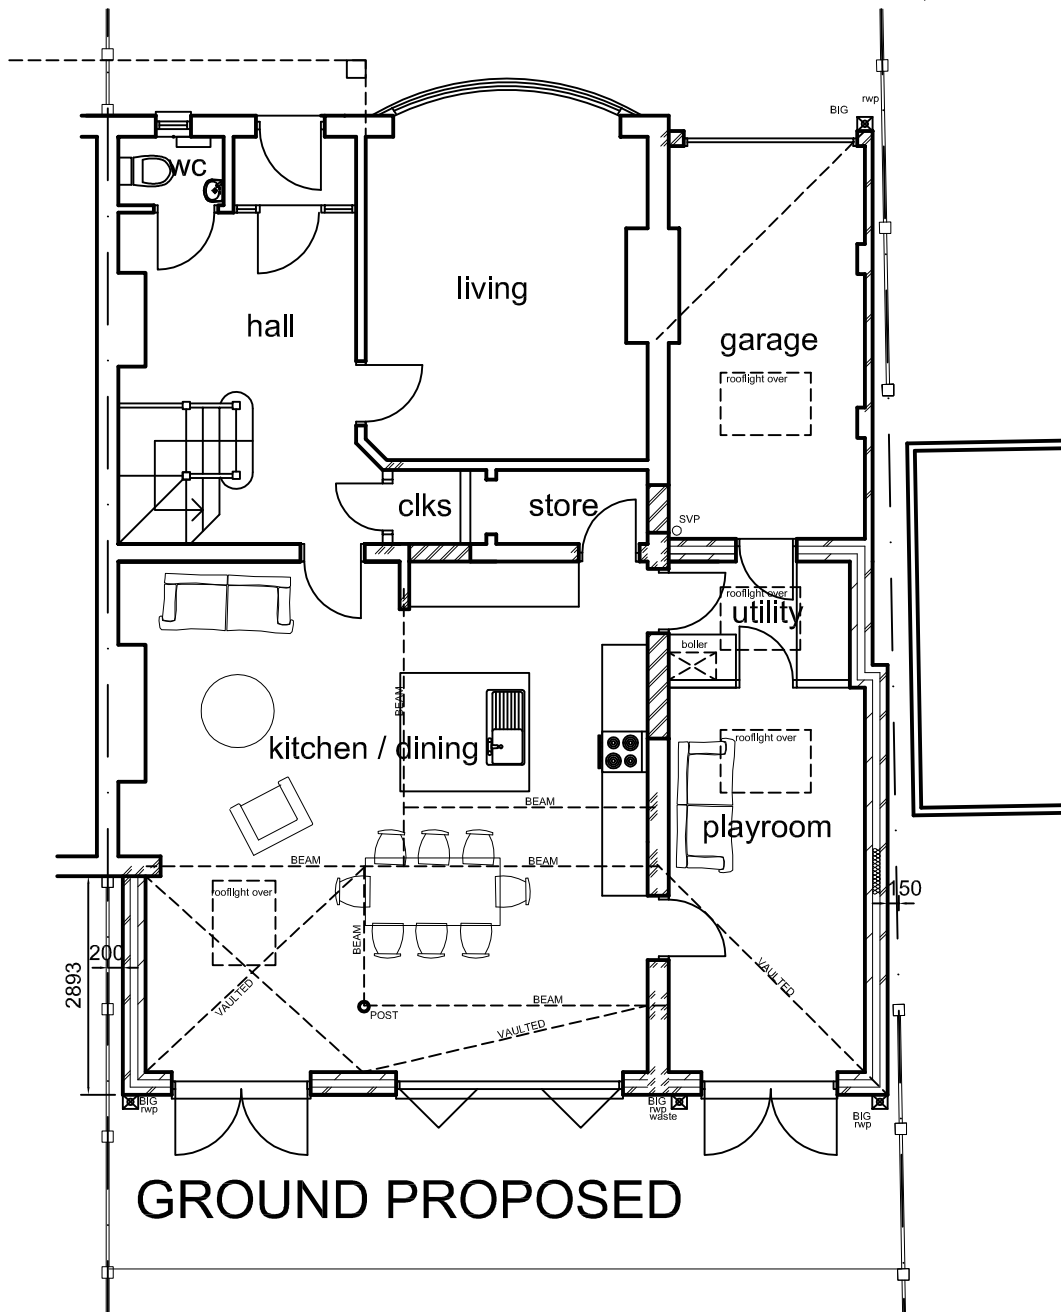 rwp
BIG
wc
living
hall
garage
rooflight over
clks
store
SVP
rooflight over
utility
boiler
BEAM
rooflight over
kitchen / dining
BEAM
playroom
BEAM
BEAM
rooflight over
150
BEAM
200
2893
VAULTED
VAULTED
BEAM
POST
VAULTED
BIG
rwp
BIG
rwp
waste
BIG
rwp
GROUND PROPOSED